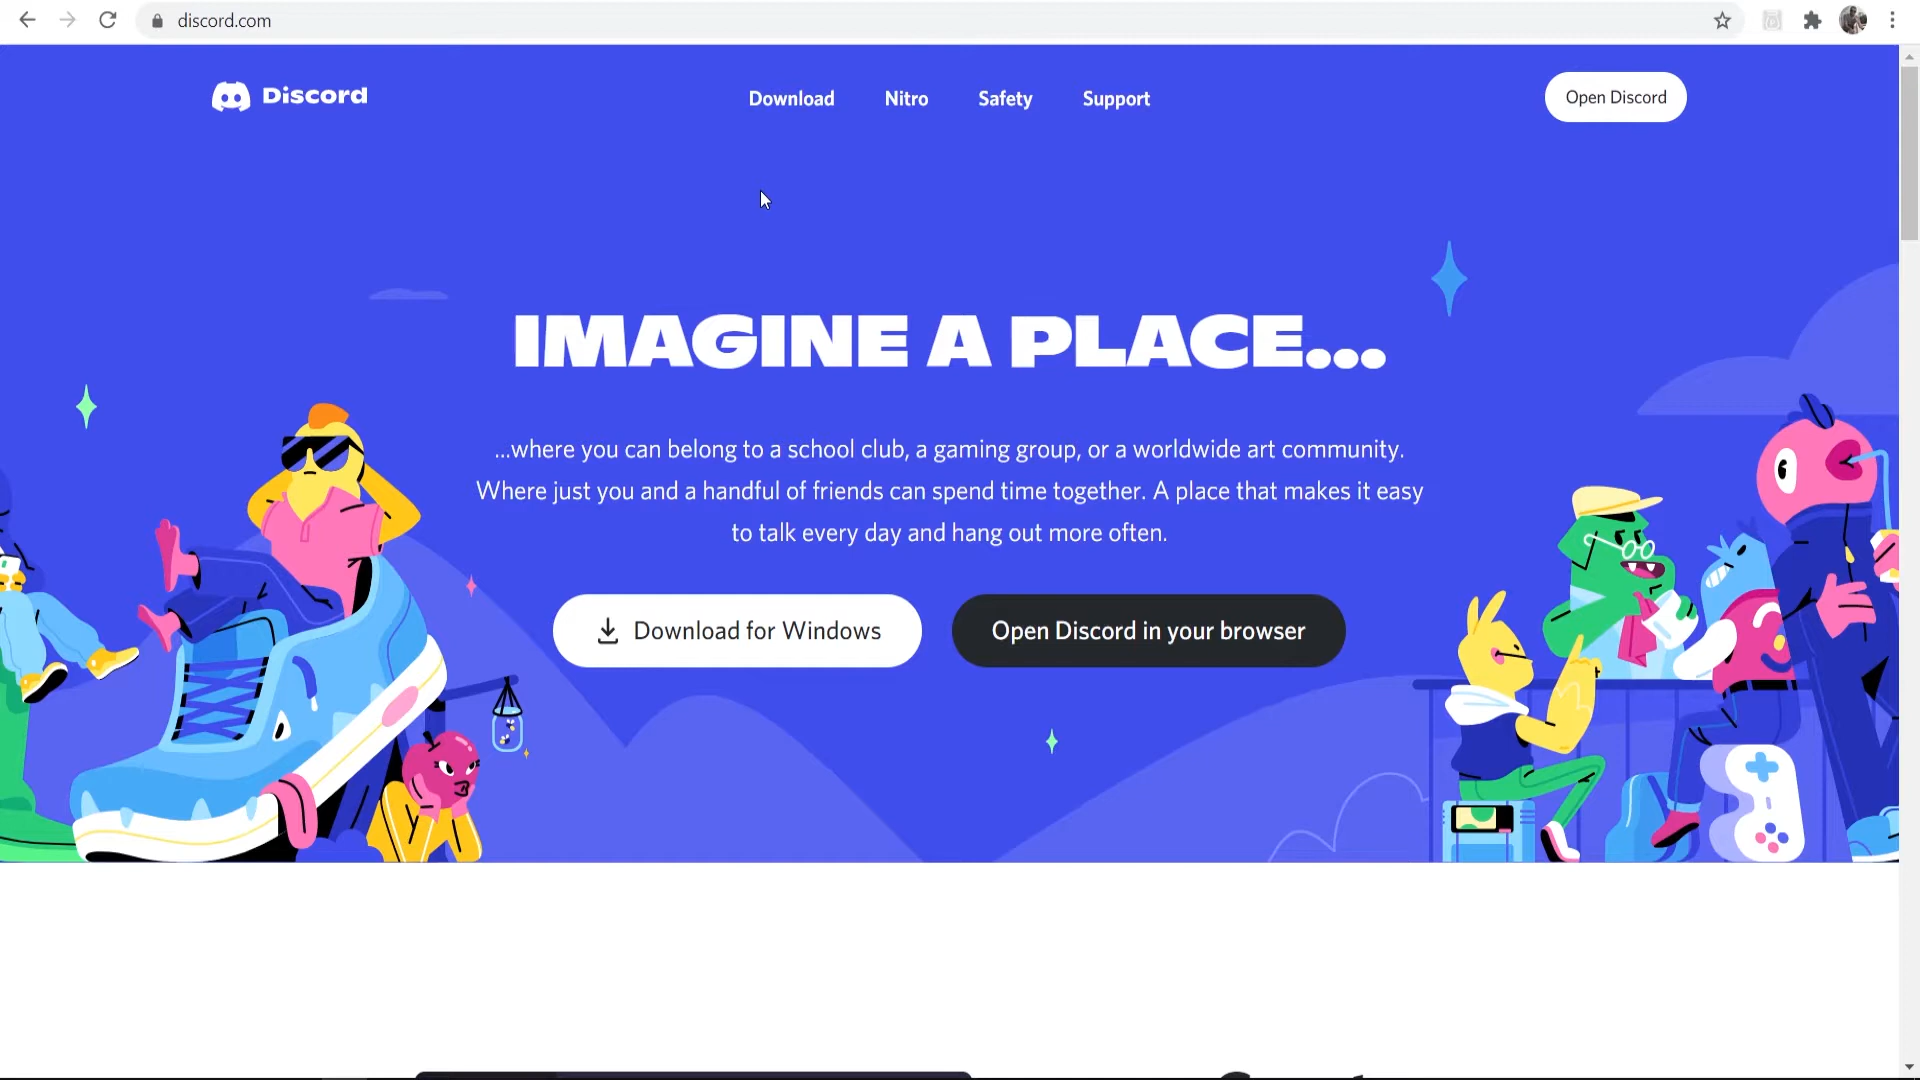 discord.com
Discord
Download
Nitro
Safety
Support
Open Discord
IMAGINE A PLACE...
...where you can belong to a school club, a gaming group, or a worldwide art community.
Where just you and a handful of friends can spend time together. A place that makes it easy
to talk every day and hang out more often.
Download for Windows
Open Discord in your browser